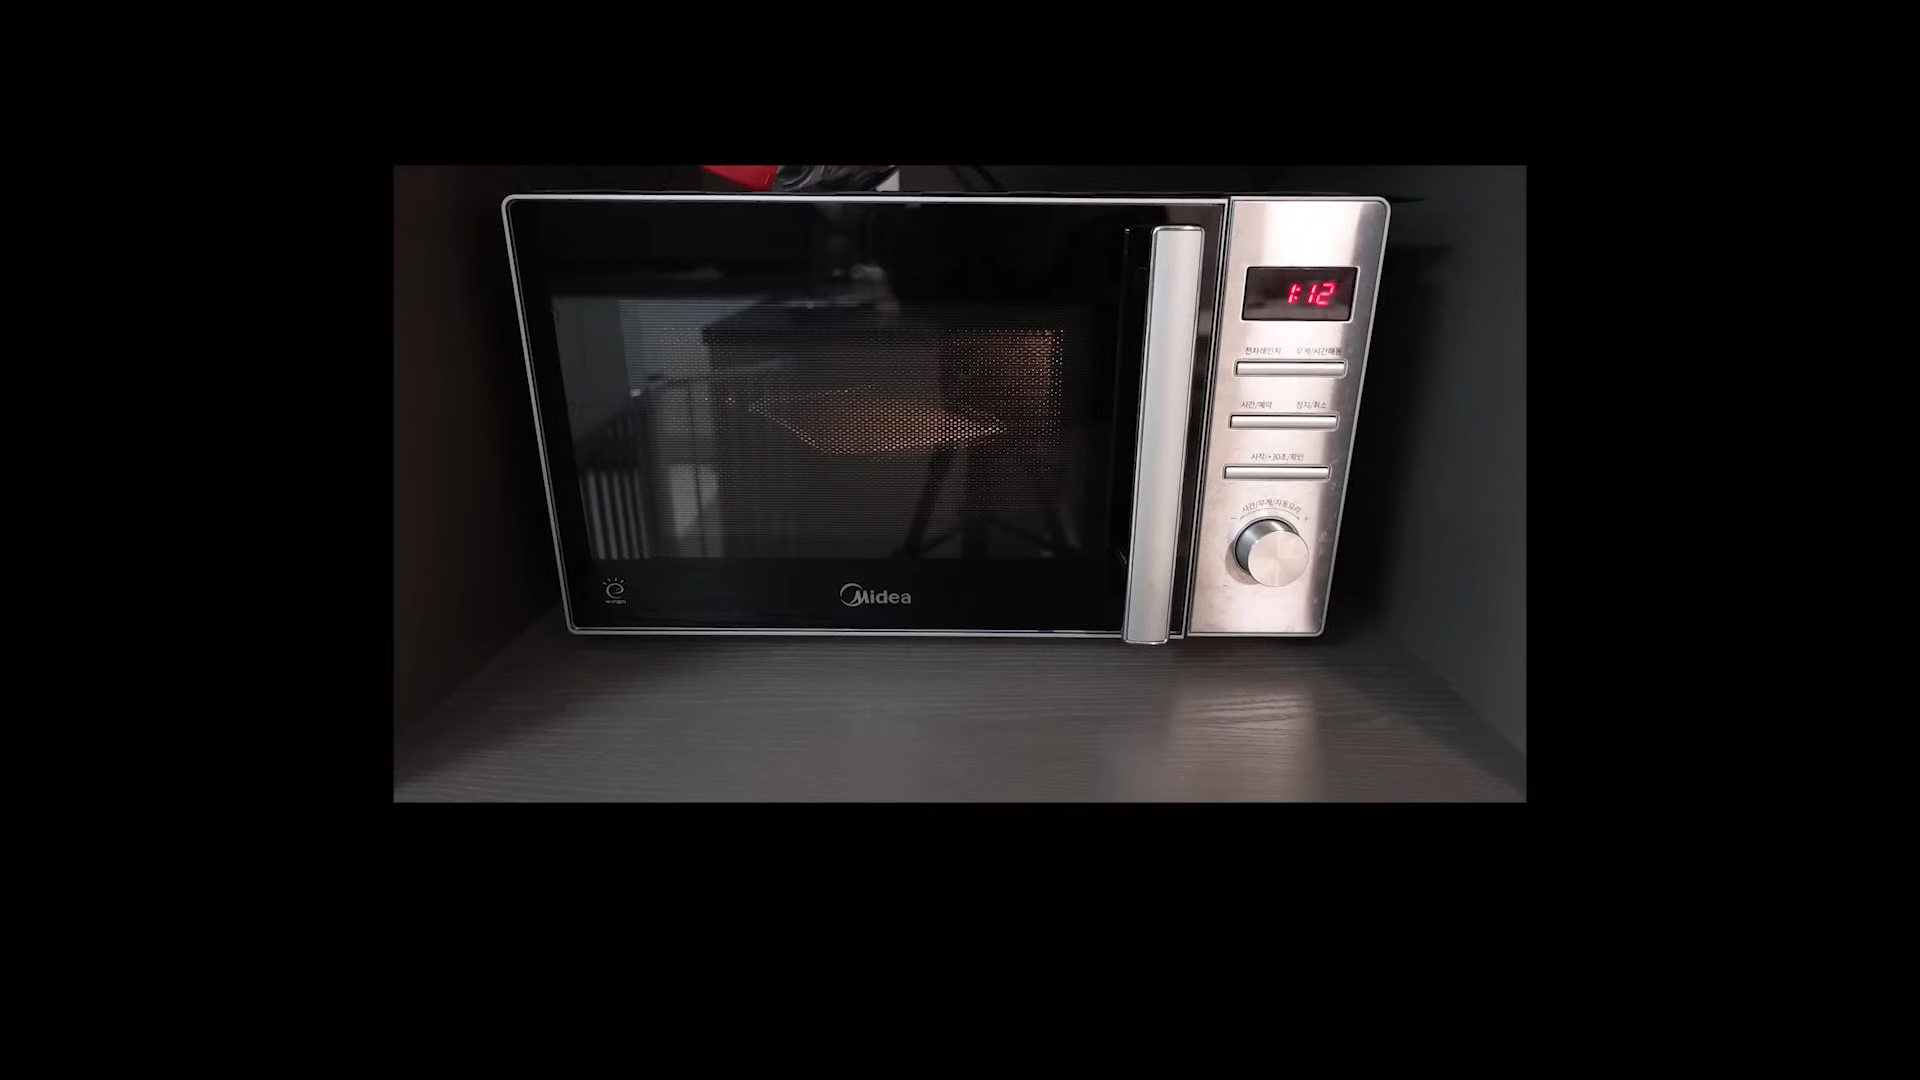 1:12
전자레인지 무게/시간해동
시간/예약 정지/취소
시작/+30초/확인
시간/무게/자동요리
- +
Midea